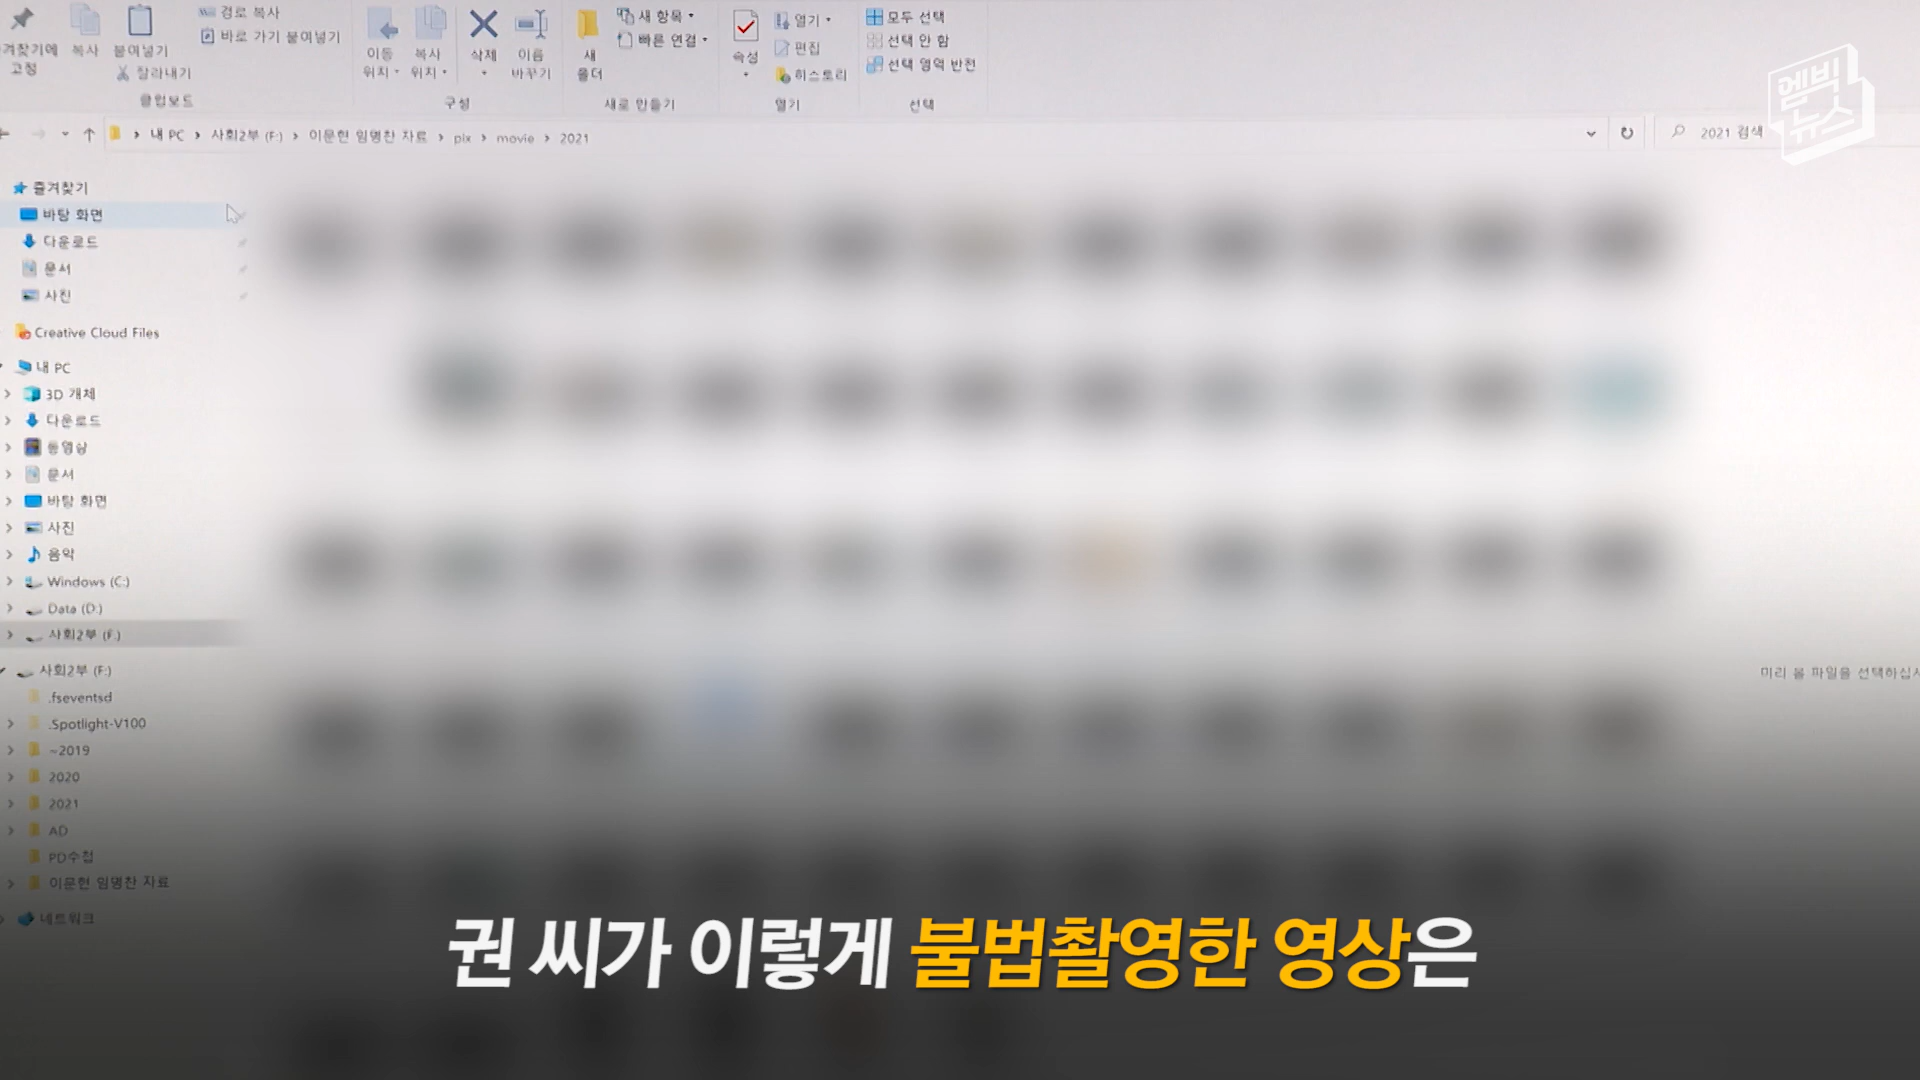 겨찾기에
고정
복사
붙여넣기
경로 복사
바로 가기 붙여넣기
잘라내기
클립보드
이동
위치
복사
위치
삭제
이름
바꾸기
구성
새
폴더
새 항목
빠른 연결
새로 만들기
속성
열기
편집
히스토리
열기
모두 선택
선택 안 함
선택 영역 반전
선택
엠빅
뉴스
내 PC > 사회2부 (F:) > 이문현 임명찬 자료 > pix > movie > 2021
2021 검색
즐겨찾기
바탕 화면
다운로드
문서
사진
Creative Cloud Files
내 PC
3D 개체
다운로드
동영상
문서
바탕 화면
사진
음악
Windows (C:)
Data (D:)
사회2부 (F:)
사회2부 (F:)
.fseventsd
.Spotlight-V100
~2019
2020
2021
AD
PD수첩
이문현 임명찬 자료
네트워크
미리 볼 파일을 선택하십시
권 씨가 이렇게 불법촬영한 영상은